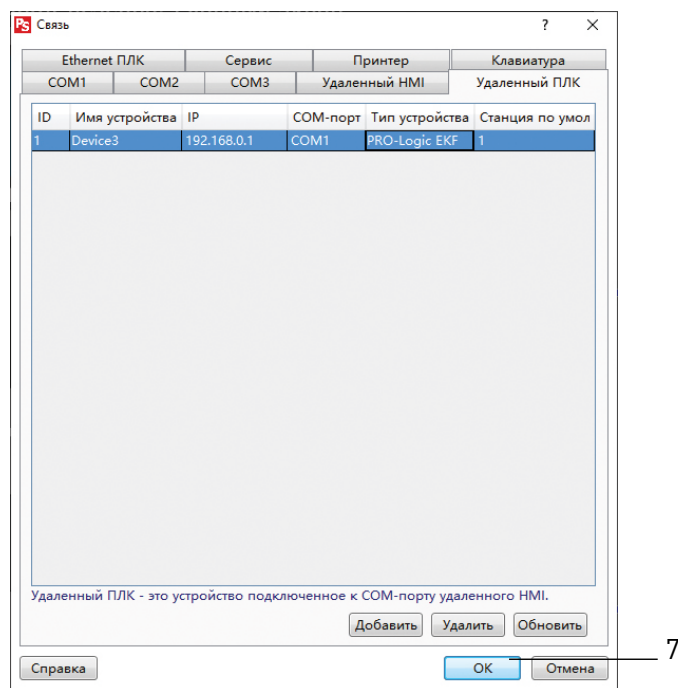 PS Связь ? ×
Ethernet ПЛК Сервис Принтер Клавиатура
COM1 COM2 COM3 Удаленный HMI Удаленный ПЛК
ID Имя устройства IP COM-порт Тип устройства Станция по умол
1 Device3 192.168.0.1 COM1 PRO-Logic EKF 1
Удаленный ПЛК - это устройство подключенное к COM-порту удаленного HMI.
Добавить Удалить Обновить
Справка OK Отмена
7